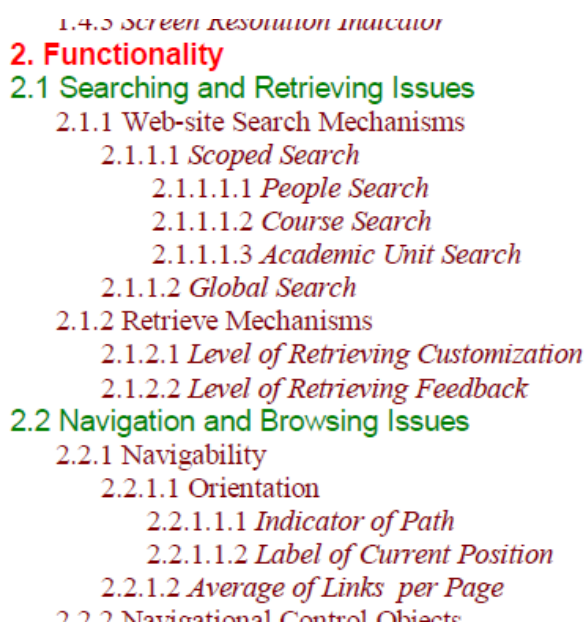 1.4.3 Screen Resolution Indicator
2. Functionality
2.1 Searching and Retrieving Issues
2.1.1 Web-site Search Mechanisms
2.1.1.1 Scoped Search
2.1.1.1.1 People Search
2.1.1.1.2 Course Search
2.1.1.1.3 Academic Unit Search
2.1.1.2 Global Search
2.1.2 Retrieve Mechanisms
2.1.2.1 Level of Retrieving Customization
2.1.2.2 Level of Retrieving Feedback
2.2 Navigation and Browsing Issues
2.2.1 Navigability
2.2.1.1 Orientation
2.2.1.1.1 Indicator of Path
2.2.1.1.2 Label of Current Position
2.2.1.2 Average of Links per Page
2.2.2 Navigational Control Objects